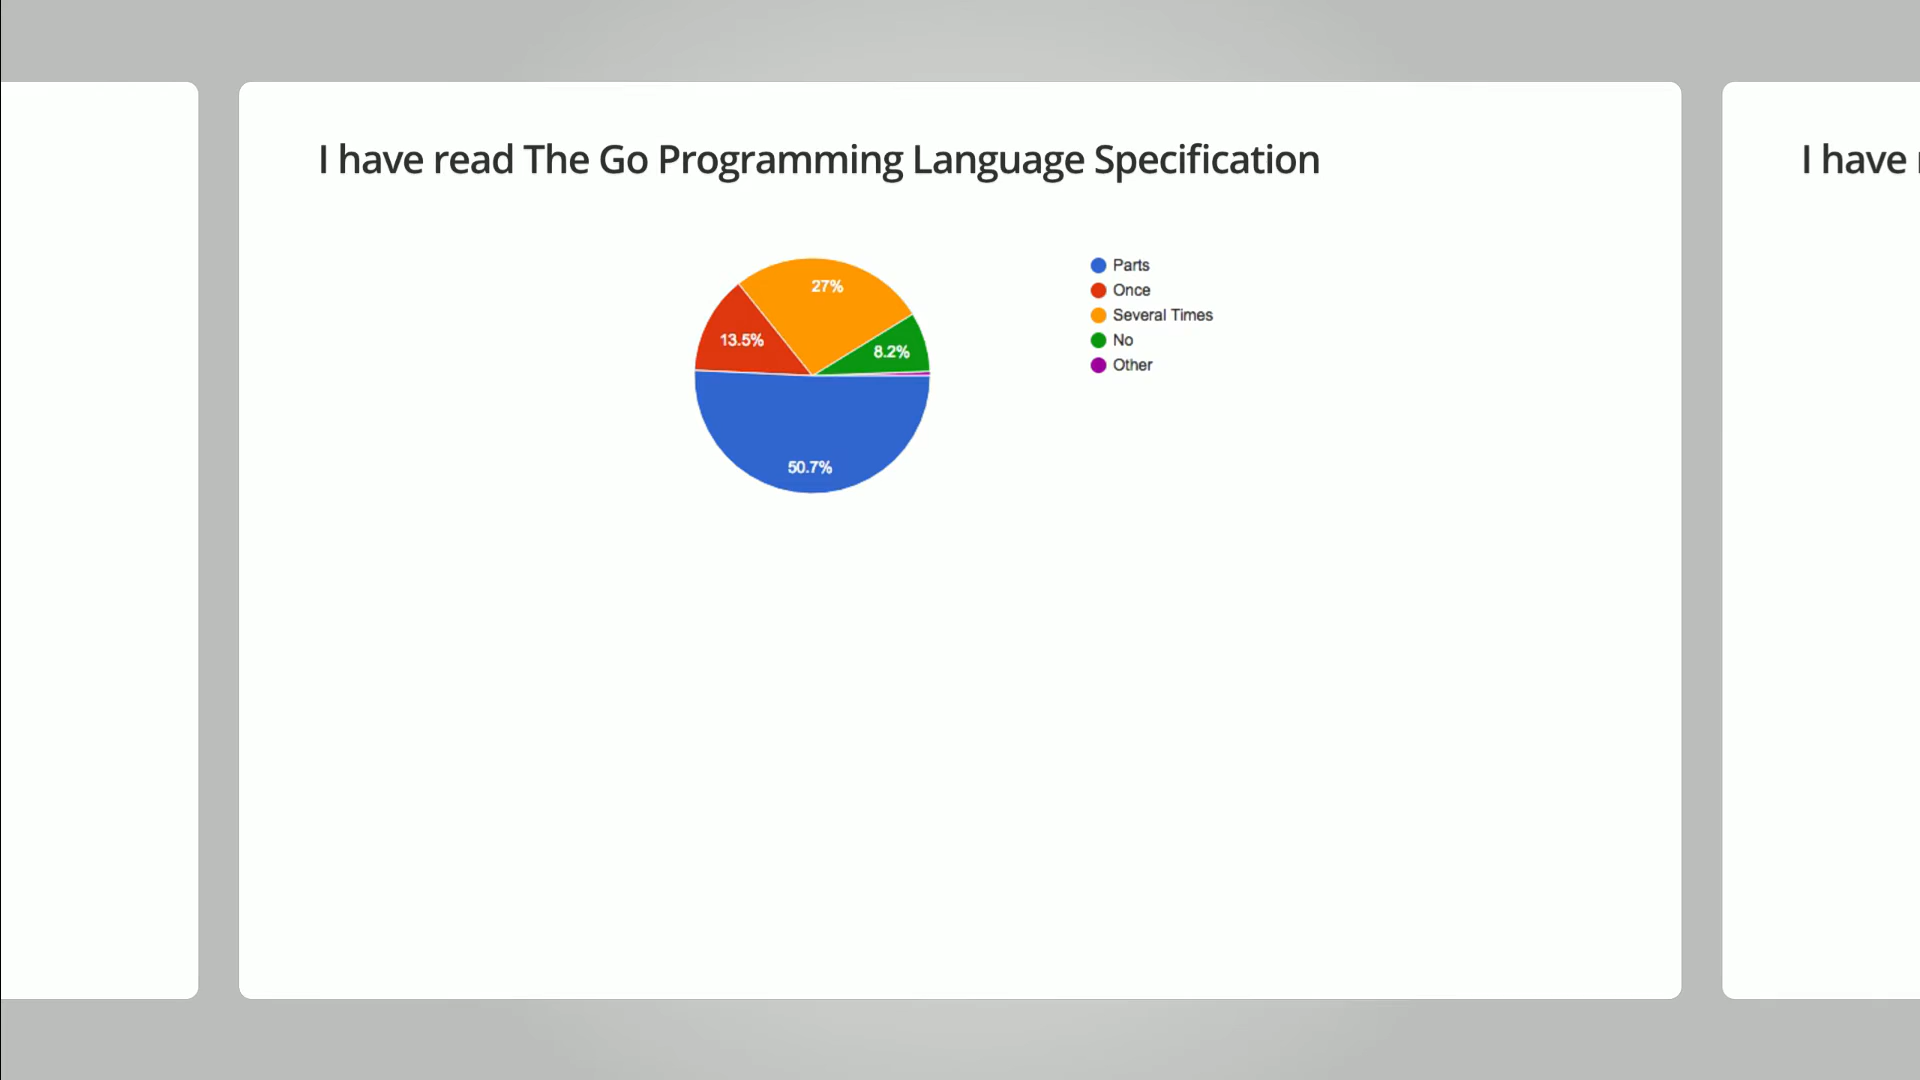 I have read The Go Programming Language Specification
27%
13.5%
8.2%
50.7%
Parts
Once
Several Times
No
Other
I have